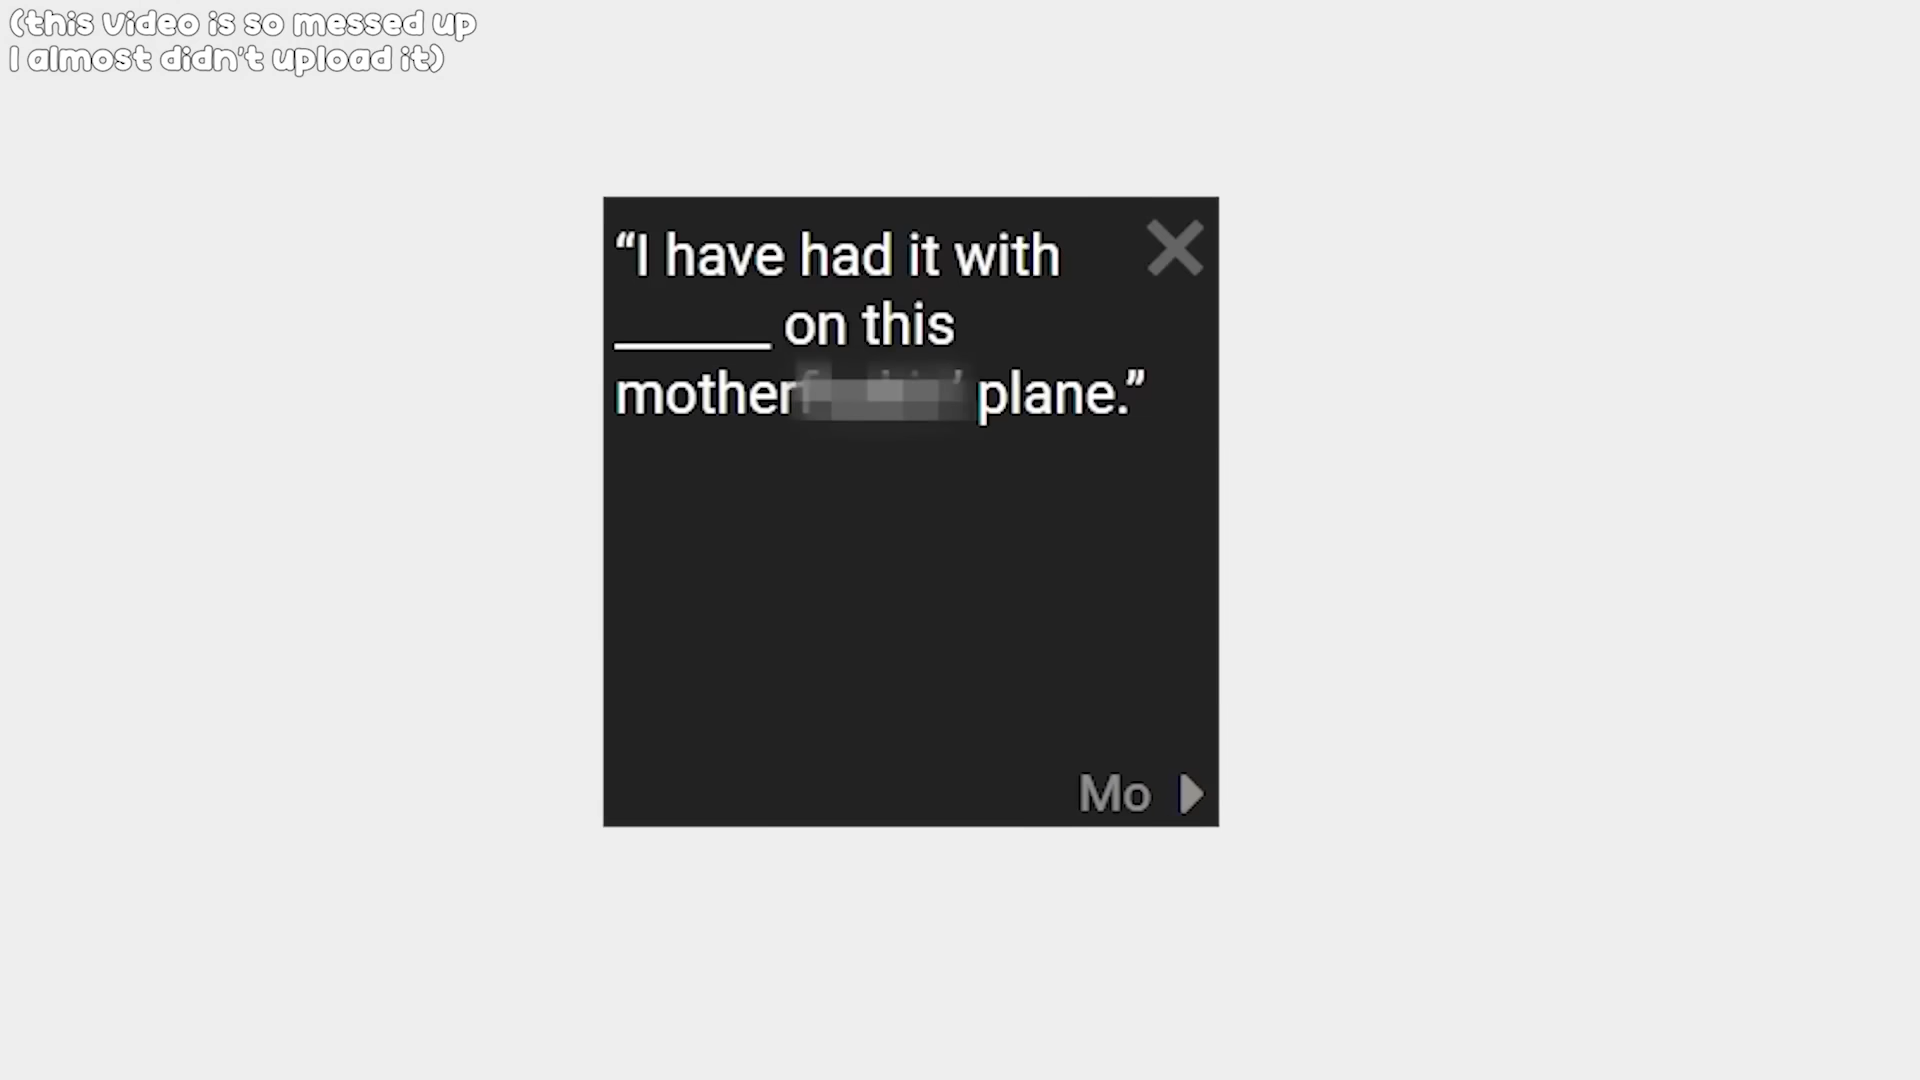 (this video is so messed up
I almost didn't upload it)
“I have had it with
______ on this
mother plane.”
Mo